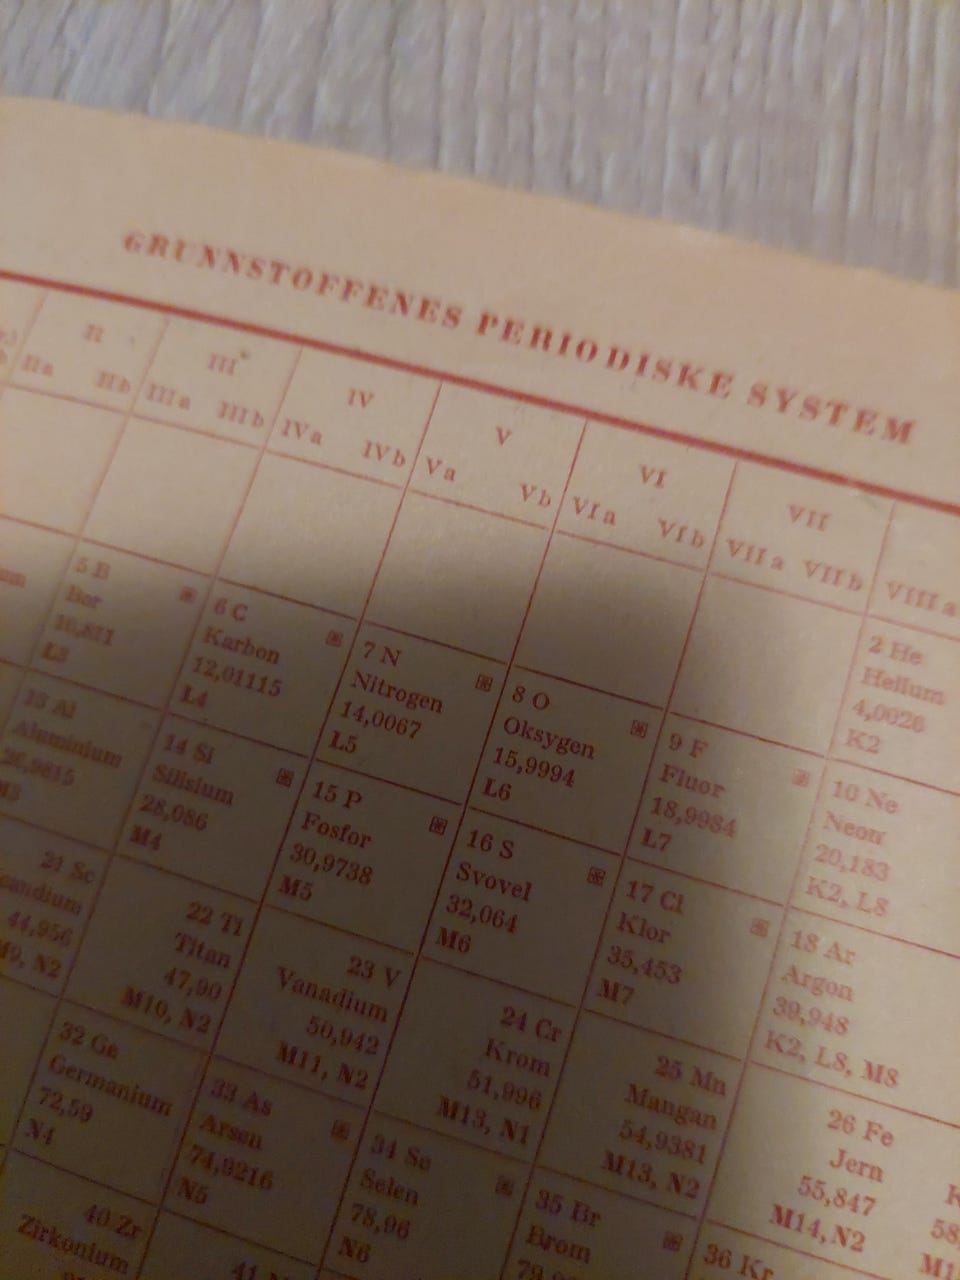 GRUNNSTOFFENES PERIODISKE SYSTEM
II
IIa IIb
III*
IIIa IIIb
IV
IVa IVb
V
Va Vb
VI
VIa VIb
VII
VIIa VIIb
VIIIa
2 He
Helium
4,0026
K2
5 B
Bor
10,811
L3
6 C
Karbon
12,01115
L4
7 N
Nitrogen
14,0067
L5
8 O
Oksygen
15,9994
L6
9 F
Fluor
18,9984
L7
10 Ne
Neon
20,183
K2, L8
13 Al
Aluminium
26,9815
M3
14 Si
Silisium
28,086
M4
15 P
Fosfor
30,9738
M5
16 S
Svovel
32,064
M6
17 Cl
Klor
35,453
M7
18 Ar
Argon
39,948
K2, L8, M8
21 Sc
Scandium
44,956
M9, N2
22 Ti
Titan
47,90
M10, N2
23 V
Vanadium
50,942
M11, N2
24 Cr
Krom
51,996
M13, N1
25 Mn
Mangan
54,9381
M13, N2
26 Fe
Jern
55,847
M14, N2
32 Ge
Germanium
72,59
N4
33 As
Arsen
74,9216
N5
34 Se
Selen
78,96
N6
35 Br
Brom
36 Kr
40 Zr
Zirkonium
41